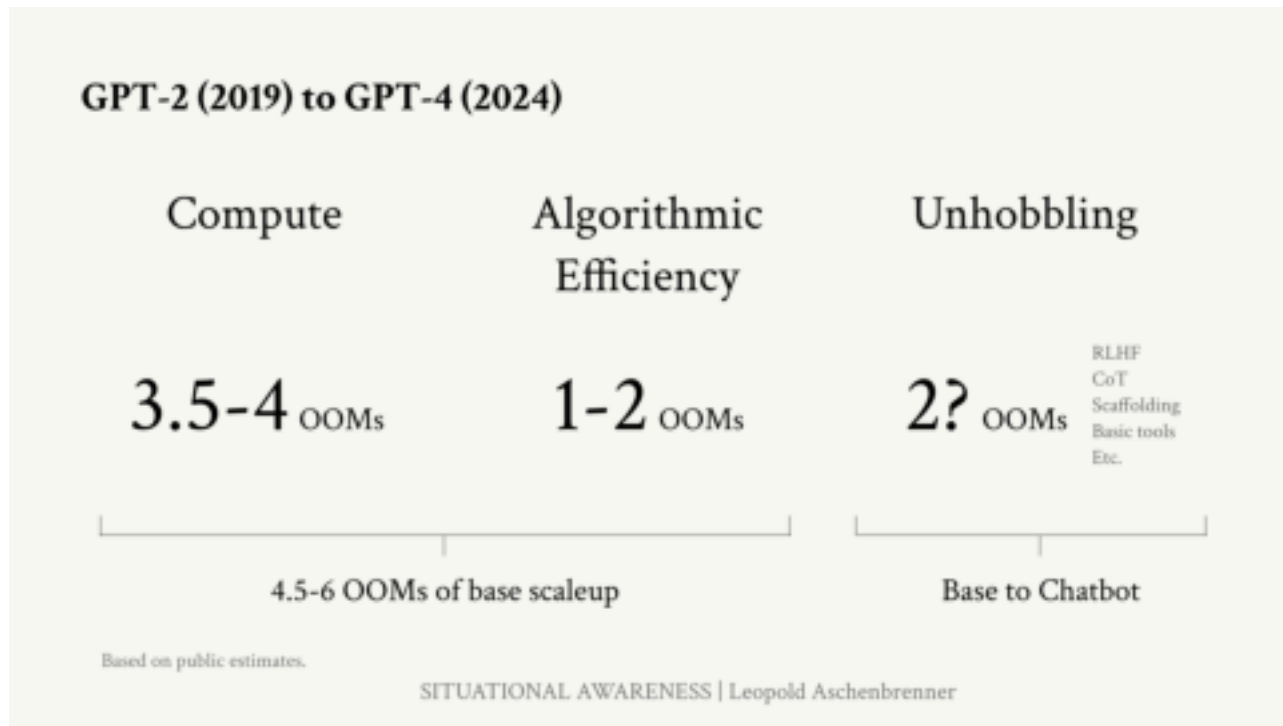 GPT-2 (2019) to GPT-4 (2024)
Compute
Algorithmic
Efficiency
Unhobbling
3.5-4 OOMs
1-2 OOMs
2? OOMs
RLHF
CoT
Scaffolding
Basic tools
Etc.
4.5-6 OOMs of base scaleup
Base to Chatbot
Based on public estimates.
SITUATIONAL AWARENESS | Leopold Aschenbrenner